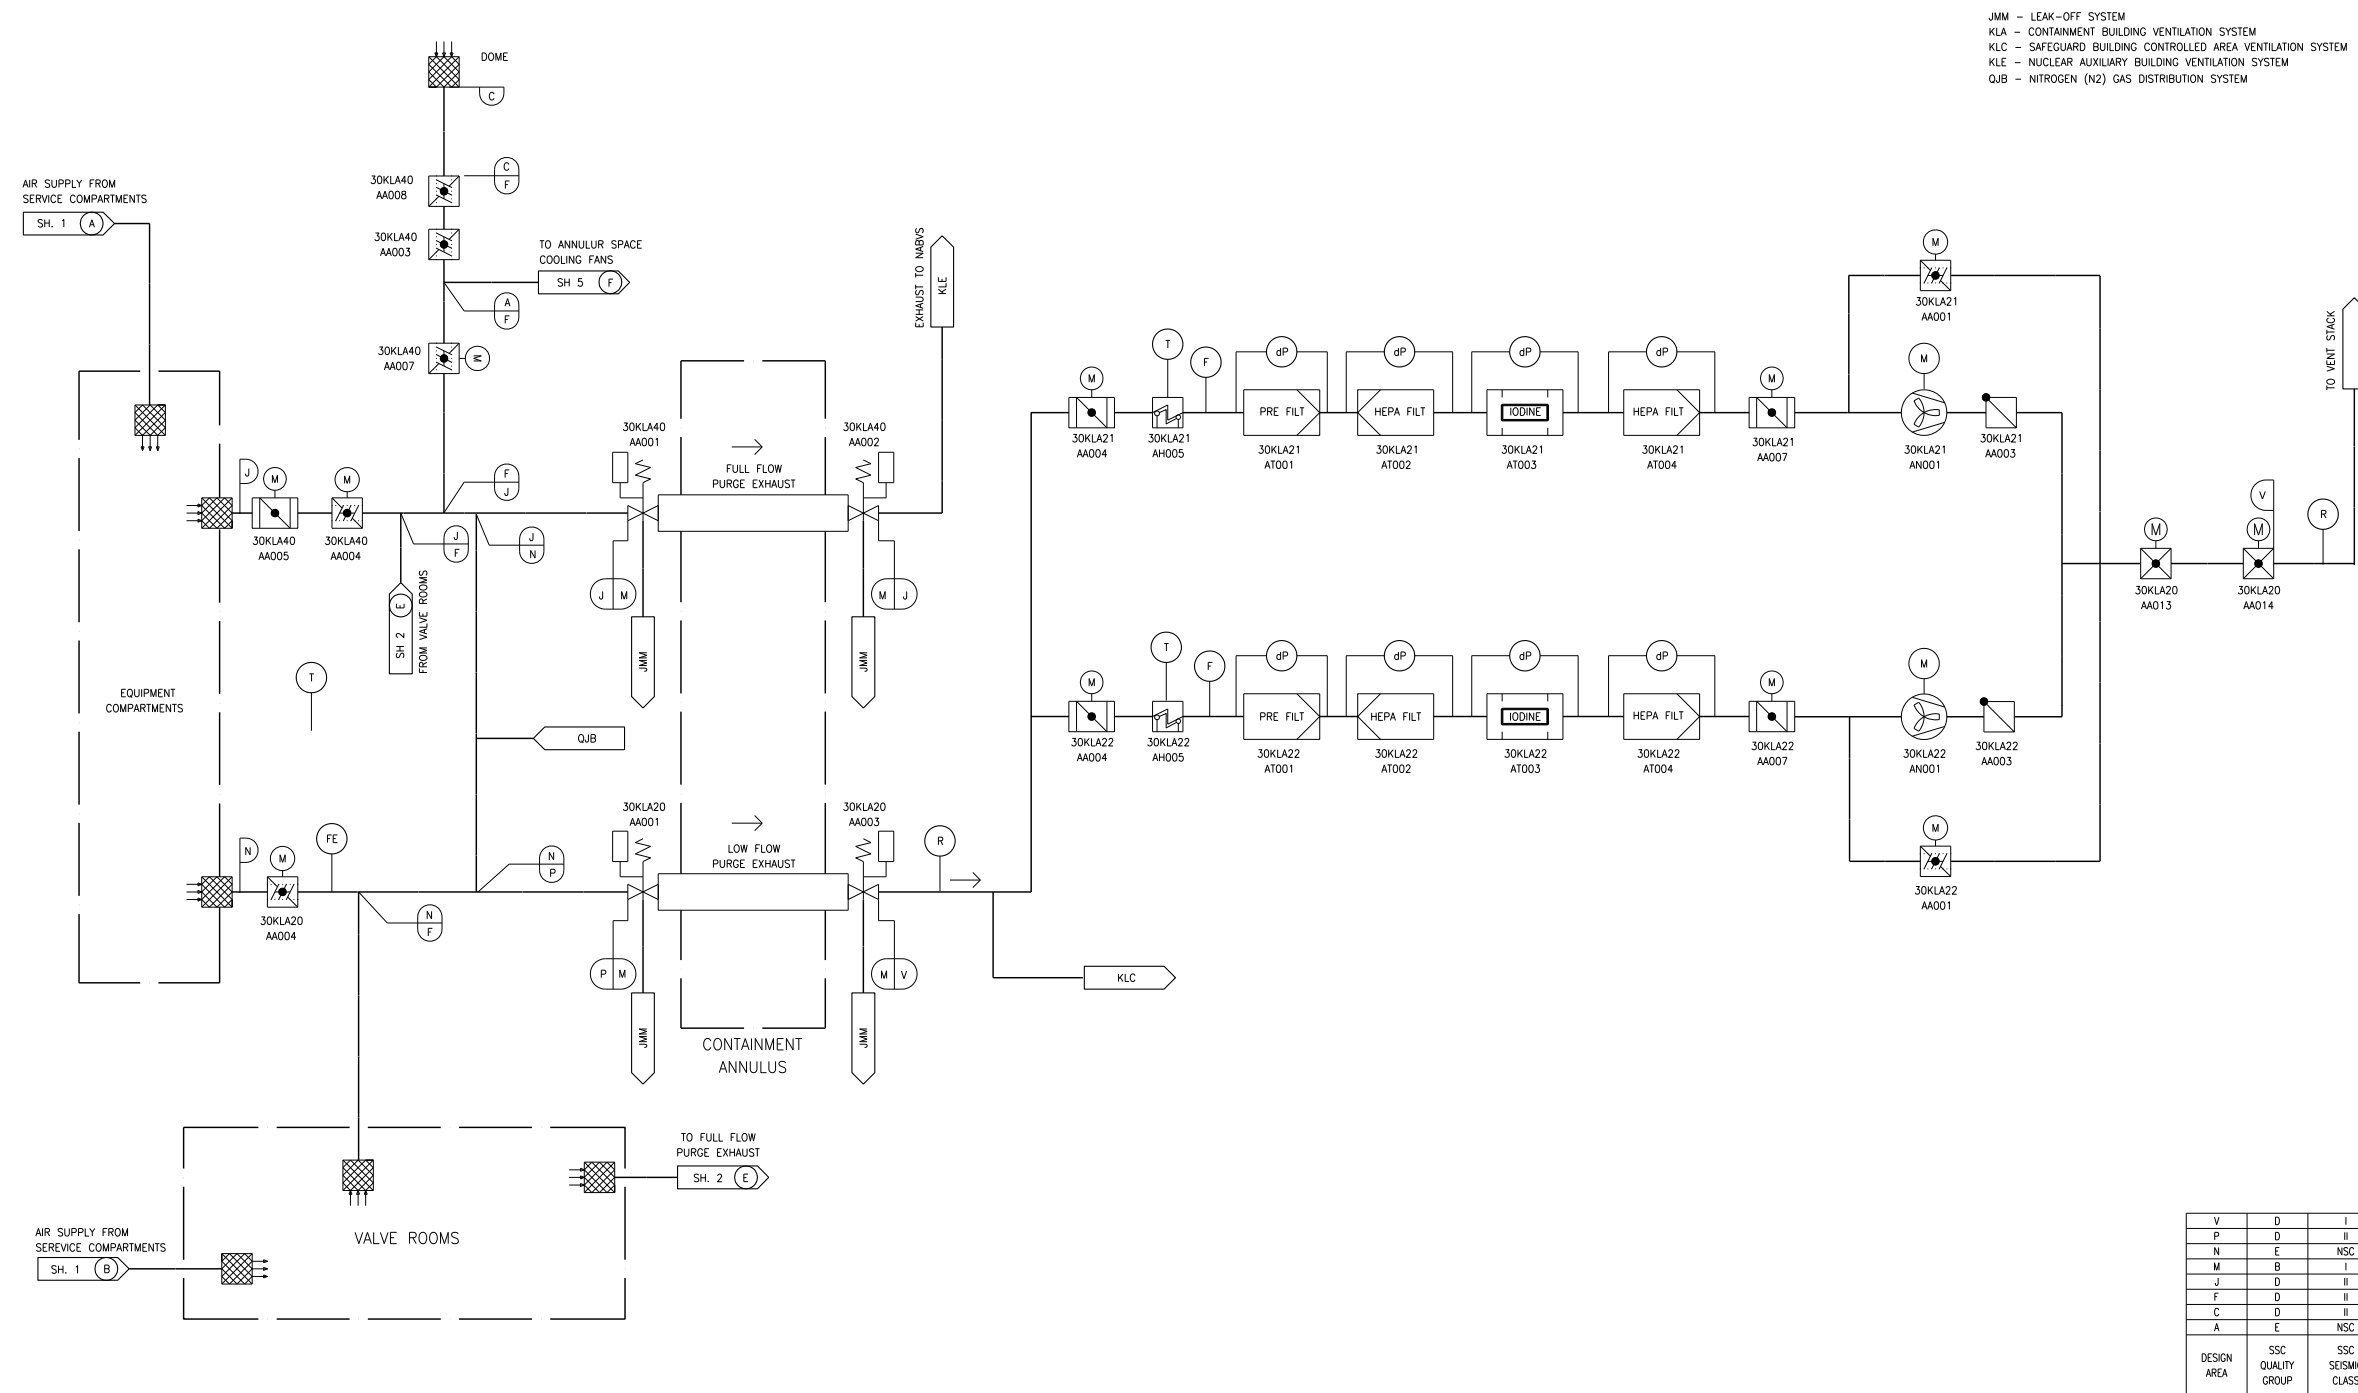 JMM – LEAK-OFF SYSTEM
KLA – CONTAINMENT BUILDING VENTILATION SYSTEM
KLC – SAFEGUARD BUILDING CONTROLLED AREA VENTILATION SYSTEM
KLE – NUCLEAR AUXILIARY BUILDING VENTILATION SYSTEM
QJB – NITROGEN (N2) GAS DISTRIBUTION SYSTEM
DOME
C
30KLA40
AA008
C
F
AIR SUPPLY FROM
SERVICE COMPARTMENTS
SH. 1 A
30KLA40
AA003
TO ANNULUR SPACE
COOLING FANS
SH 5 F
A
F
30KLA40
AA007
M
EXHAUST TO NABVS
KLE
EQUIPMENT
COMPARTMENTS
J
M
30KLA40
AA005
M
30KLA40
AA004
F
J
J
F
J
N
SH 2 E
FROM VALVE ROOMS
T
QJB
30KLA40
AA001
FULL FLOW
PURGE EXHAUST
30KLA40
AA002
J M
M J
JMM
JMM
N
M
30KLA20
AA004
FE
N
F
N
P
30KLA20
AA001
LOW FLOW
PURGE EXHAUST
30KLA20
AA003
P M
M V
JMM
JMM
CONTAINMENT
ANNULUS
R
KLC
M
30KLA21
AA004
T
30KLA21
AH005
F
dP
PRE FILT
30KLA21
AT001
dP
HEPA FILT
30KLA21
AT002
dP
IODINE
30KLA21
AT003
dP
HEPA FILT
30KLA21
AT004
M
30KLA21
AA007
M
30KLA21
AA001
M
30KLA21
AN001
30KLA21
AA003
M
30KLA22
AA004
T
30KLA22
AH005
F
dP
PRE FILT
30KLA22
AT001
dP
HEPA FILT
30KLA22
AT002
dP
IODINE
30KLA22
AT003
dP
HEPA FILT
30KLA22
AT004
M
30KLA22
AA007
M
30KLA22
AN001
30KLA22
AA003
M
30KLA22
AA001
M
30KLA20
AA013
V
M
30KLA20
AA014
R
TO VENT STACK
TO FULL FLOW
PURGE EXHAUST
SH. 2 E
VALVE ROOMS
AIR SUPPLY FROM
SEREVICE COMPARTMENTS
SH. 1 B
V D I
P D II
N E NSC
M B I
J D II
F D II
C D II
A E NSC
DESIGN
AREA
SSC
QUALITY
GROUP
SSC
SEISMIC
CLASS